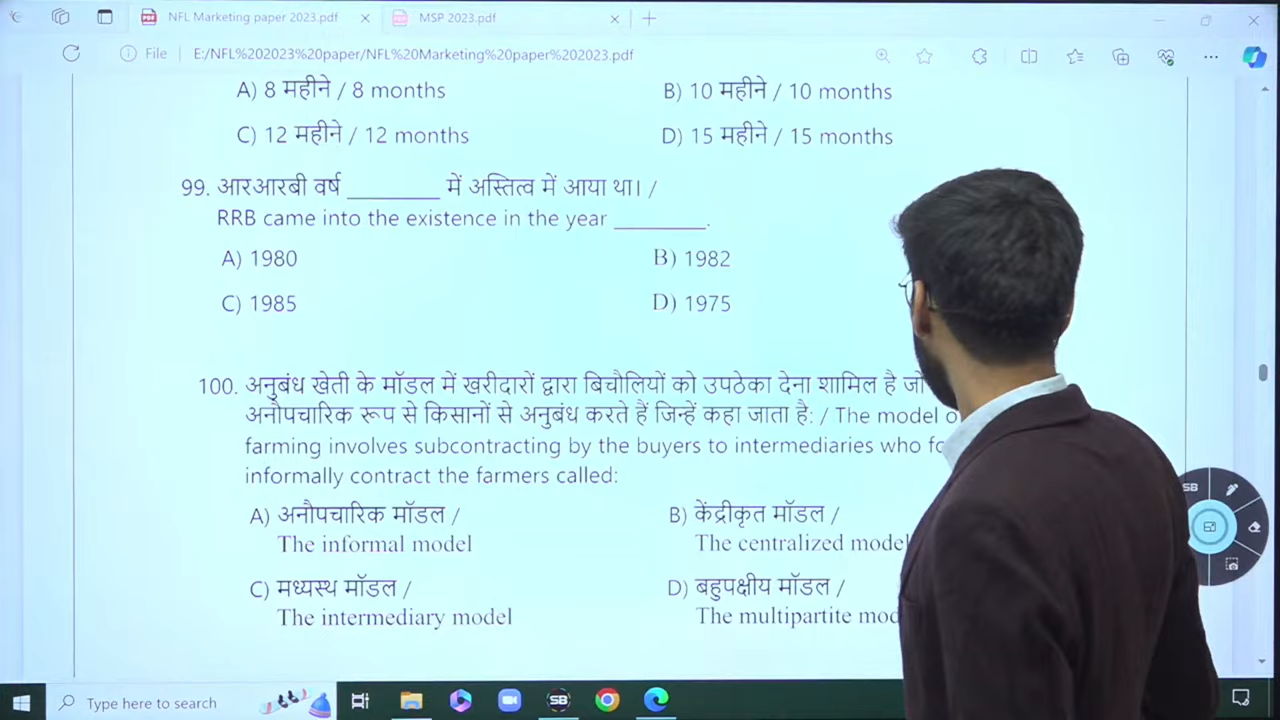 NFL Marketing paper 2023.pdf
MSP 2023.pdf
File E:/NFL%202023%20paper/NFL%20Marketing%20paper%202023.pdf
A) 8 महीने / 8 months B) 10 महीने / 10 months
C) 12 महीने / 12 months D) 15 महीने / 15 months
99. आरआरबी वर्ष ________ में अस्तित्व में आया था। /
RRB came into the existence in the year ________.
A) 1980 B) 1982
C) 1985 D) 1975
100. अनुबंध खेती के मॉडल में खरीदारों द्वारा बिचौलियों को उपठेका देना शामिल है जो
अनौपचारिक रूप से किसानों से अनुबंध करते हैं जिन्हें कहा जाता है: / The model
farming involves subcontracting by the buyers to intermediaries who
informally contract the farmers called:
A) अनौपचारिक मॉडल / B) केंद्रीकृत मॉडल /
The informal model The centralized model
C) मध्यस्थ मॉडल / D) बहुपक्षीय मॉडल /
The intermediary model The multipartite
SB
Type here to search
SB